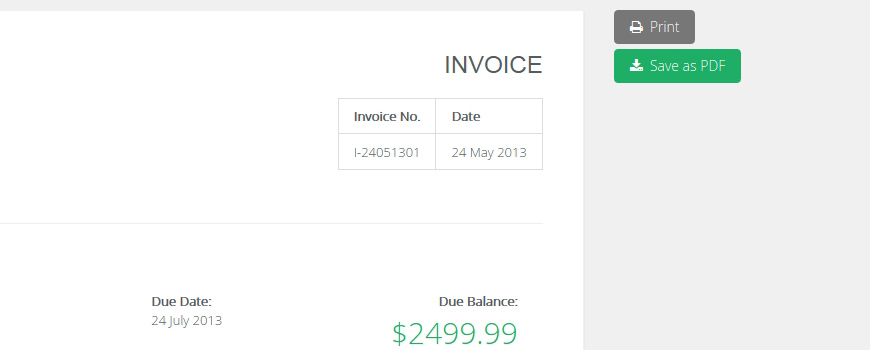 INVOICE
Invoice No. Date
I-24051301 24 May 2013
Due Date: Due Balance:
24 July 2013
$2499.99
Print
Save as PDF